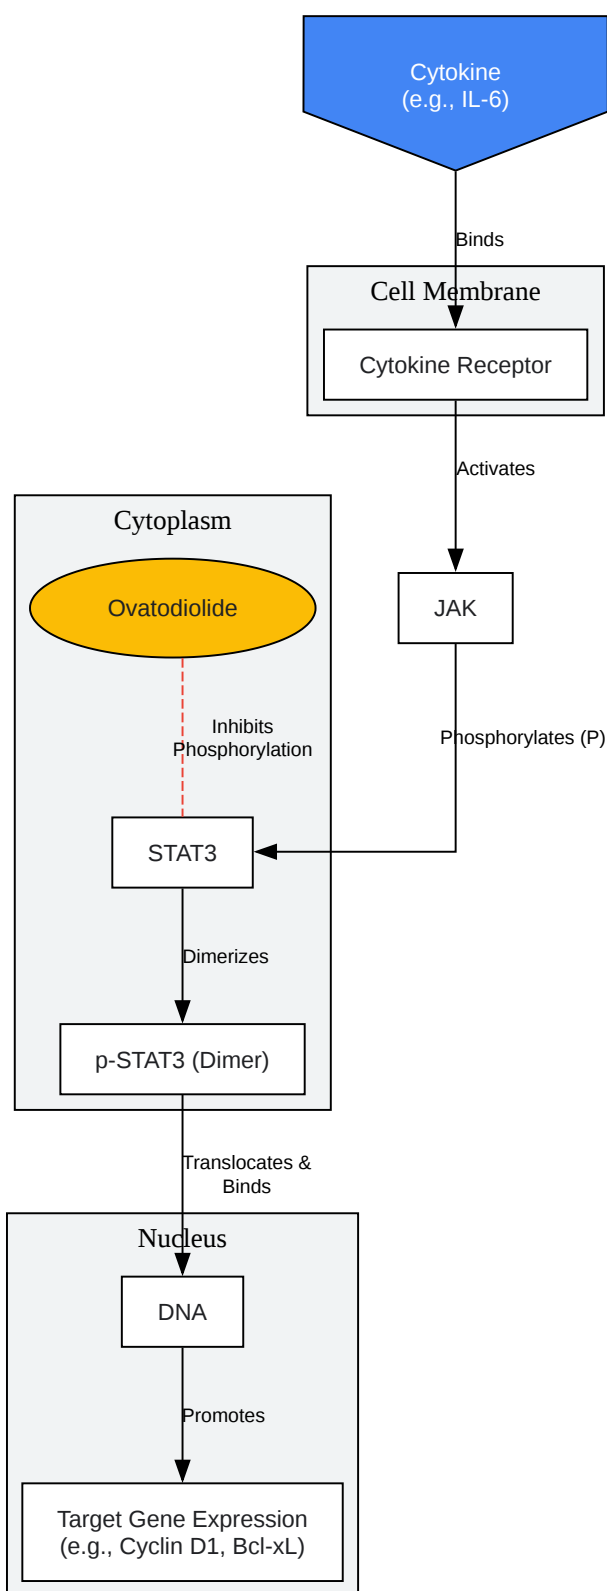 Cytokine
(e.g., IL-6)
Binds
Cell Membrane
Cytokine Receptor
Activates
Cytoplasm
Ovatodiolide
JAK
Inhibits
Phosphorylation
Phosphorylates (P)
STAT3
Dimerizes
p-STAT3 (Dimer)
Translocates &
Binds
Nucleus
DNA
Promotes
Target Gene Expression
(e.g., Cyclin D1, Bcl-xL)